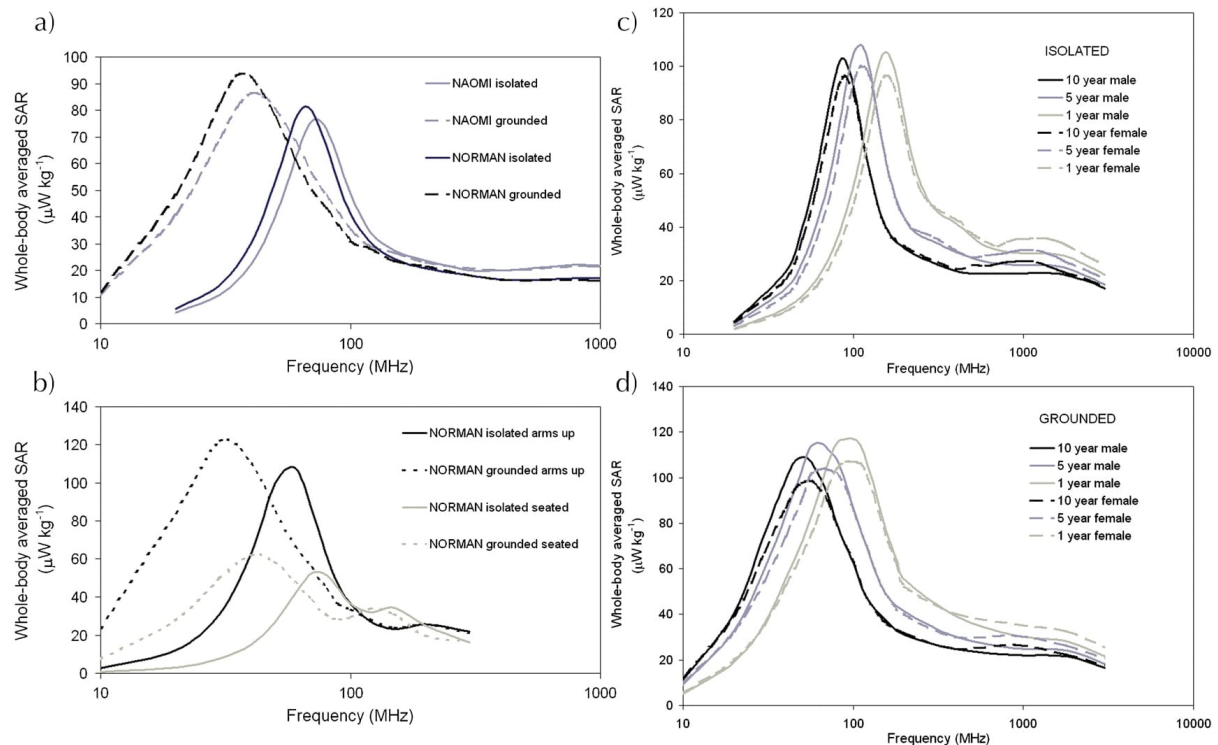 a)
Whole-body averaged SAR
(μW kg⁻¹)
100
90
80
70
60
50
40
30
20
10
0
10
100
1000
Frequency (MHz)
NAOMI isolated
NAOMI grounded
NORMAN isolated
NORMAN grounded
b)
Whole-body averaged SAR
(μW kg⁻¹)
140
120
100
80
60
40
20
0
10
100
1000
Frequency (MHz)
NORMAN isolated arms up
NORMAN grounded arms up
NORMAN isolated seated
NORMAN grounded seated
c)
Whole-body averaged SAR
(μW kg⁻¹)
120
100
80
60
40
20
0
10
100
1000
10000
Frequency (MHz)
ISOLATED
10 year male
5 year male
1 year male
10 year female
5 year female
1 year female
d)
Whole-body averaged SAR
(μW kg⁻¹)
140
120
100
80
60
40
20
0
10
100
1000
10000
Frequency (MHz)
GROUNDED
10 year male
5 year male
1 year male
10 year female
5 year female
1 year female